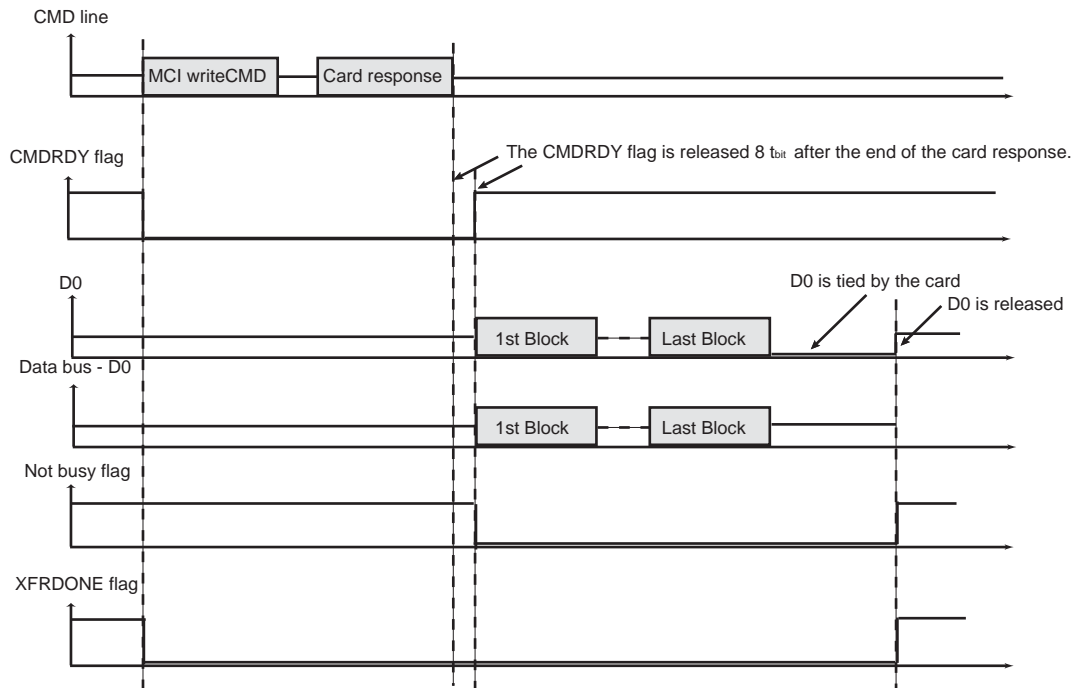 CMD line
MCI writeCMD
Card response
CMDRDY flag
The CMDRDY flag is released 8 tbit after the end of the card response.
D0
D0 is tied by the card
D0 is released
1st Block
Last Block
Data bus - D0
1st Block
Last Block
Not busy flag
XFRDONE flag